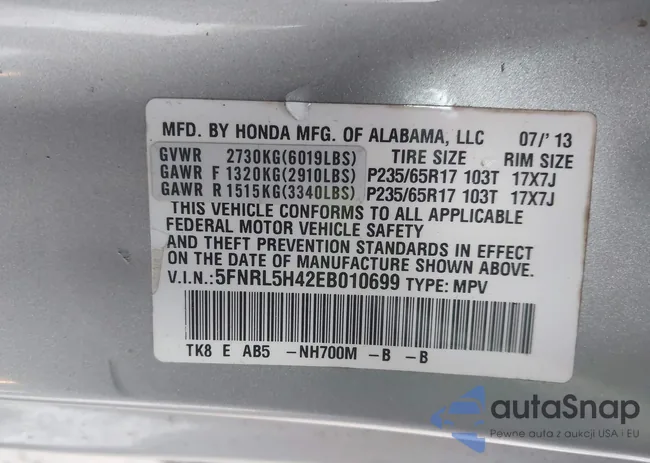 MFD. BY HONDA MFG. OF ALABAMA, LLC 07/' 13
GVWR 2730KG(6019LBS) TIRE SIZE RIM SIZE
GAWR F 1320KG(2910LBS) P235/65R17 103T 17X7J
GAWR R 1515KG(3340LBS) P235/65R17 103T 17X7J
THIS VEHICLE CONFORMS TO ALL APPLICABLE
FEDERAL MOTOR VEHICLE SAFETY
AND THEFT PREVENTION STANDARDS IN EFFECT
ON THE DATE OF MANUFACTURE SHOWN ABOVE.
V.I.N.:5FNRL5H42EB010699 TYPE: MPV
TK8 E AB5 -NH700M -B -B
autaSnap
Pewne auta z aukcji USA i EU